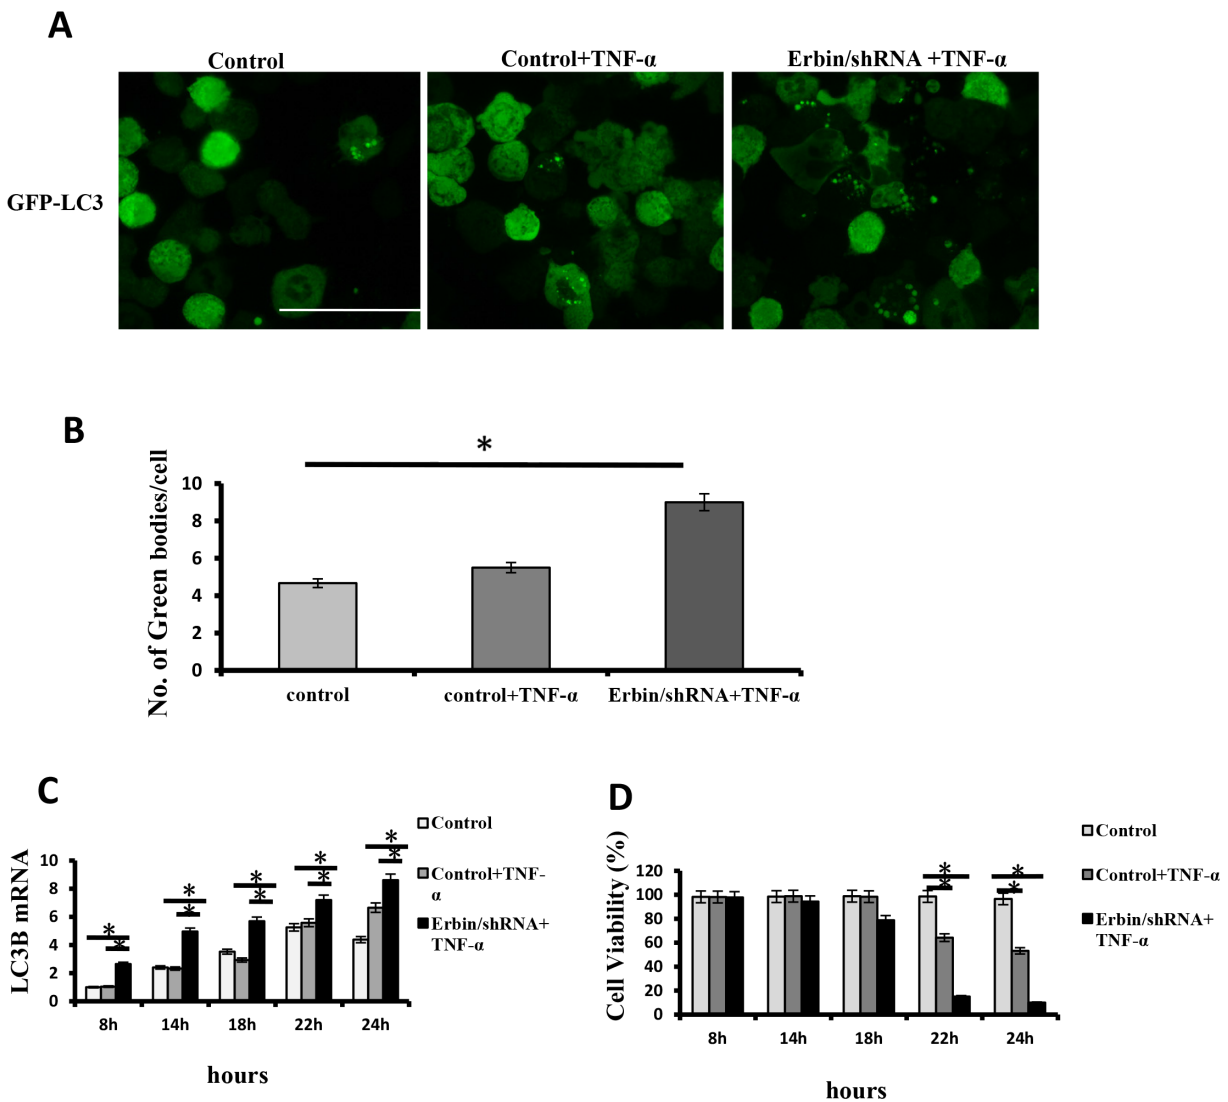 A
Control
Control+TNF-α
Erbin/shRNA +TNF-α
GFP-LC3
B
*
No. of Green bodies/cell
10
8
6
4
2
0
control
control+TNF-α
Erbin/shRNA+TNF-α
C
LC3B mRNA
10
8
6
4
2
0
* *
* *
* *
* *
* *
8h
14h
18h
22h
24h
hours
Control
Control+TNF-
α
Erbin/shRNA+
TNF-α
D
Cell Viability (%)
120
100
80
60
40
20
0
* *
* *
8h
14h
18h
22h
24h
hours
Control
Control+TNF-α
Erbin/shRNA+
TNF-α